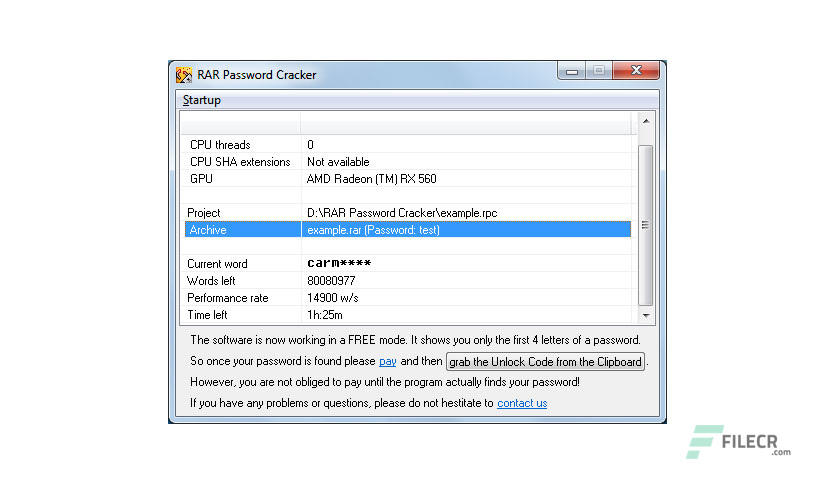 RAR Password Cracker
Startup
CPU threads 0
CPU SHA extensions Not available
GPU AMD Radeon (TM) RX 560
Project D:\RAR Password Cracker\example.rpc
Archive example.rar (Password: test)
Current word carm****
Words left 80080977
Performance rate 14900 w/s
Time left 1h:25m
The software is now working in a FREE mode. It shows you only the first 4 letters of a password.
So once your password is found please pay and then grab the Unlock Code from the Clipboard.
However, you are not obliged to pay until the program actually finds your password!
If you have any problems or questions, please do not hestitate to contact us
FILECR
.com